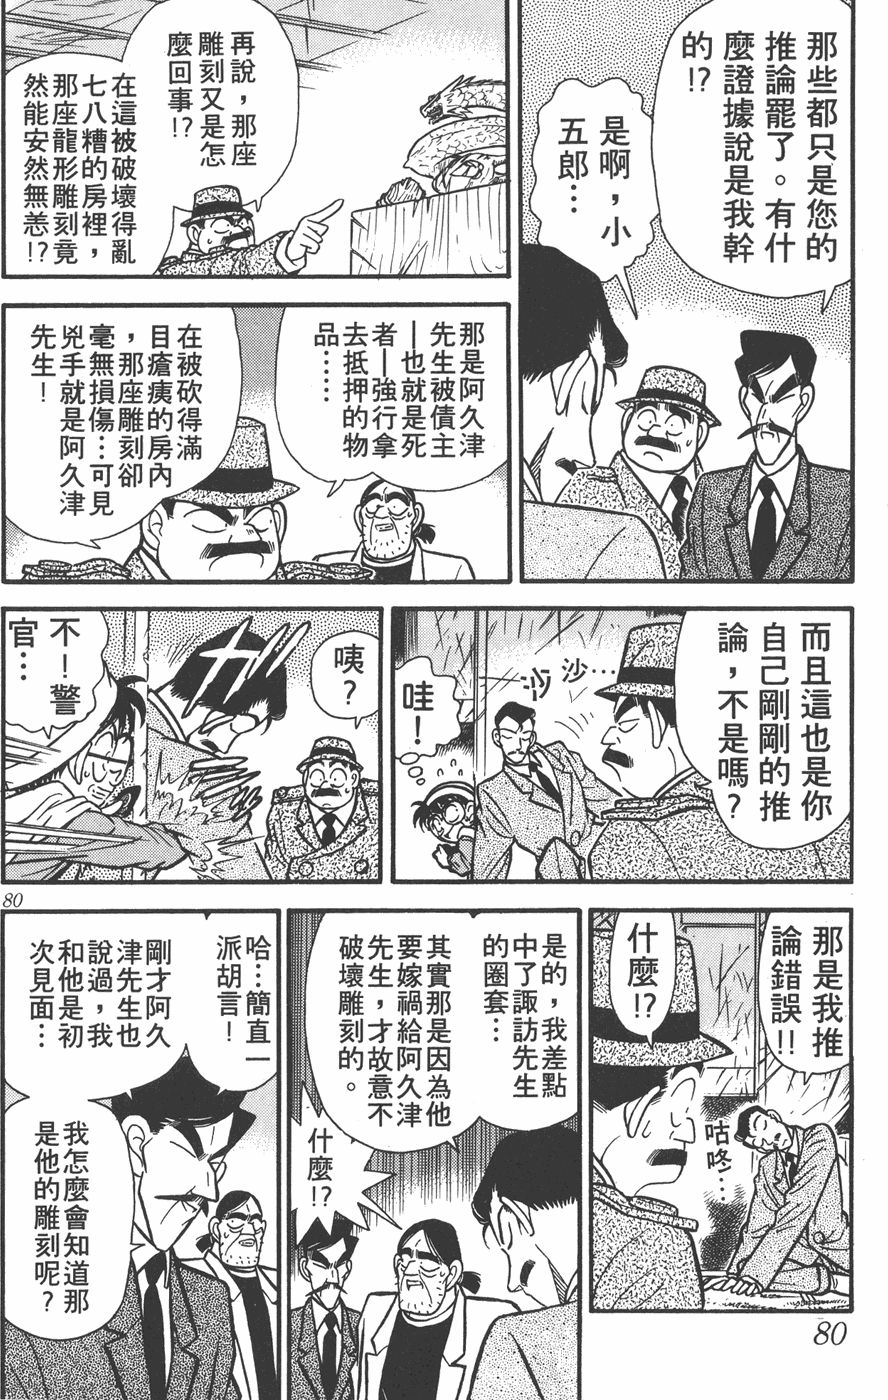 那些都只是您的
推論罷了。有什
麼證據說是我幹
的!?
是啊，小
五郎…
再說，那座
雕刻又是怎
麼回事!?
在這被破壞得亂
七八糟的房裡，
那座龍形雕刻竟
然能安然無恙!?
那是阿久津
先生被債主
—也就是死
者—強行拿
去抵押的物
品……
在被砍得滿
目瘡痍的房內
，那座雕刻卻
毫無損傷…可見
兇手就是阿久津
先生！
而且這也是你
自己剛剛的推
論，不是嗎？
沙沙…
哇！
咦？
不！警
官…
80
那是我推
論錯誤!!
什麼!?
咕咚…
是的，我差點
中了諏訪先生
的圈套…
其實那是因為他
要嫁禍給阿久津
先生，才故意不
破壞雕刻的。
什麼!?
哈…簡直一
派胡言！
剛才阿久
津先生也
說過，我
和他是初
次見面…
我怎麼會知道那
是他的雕刻呢？
80